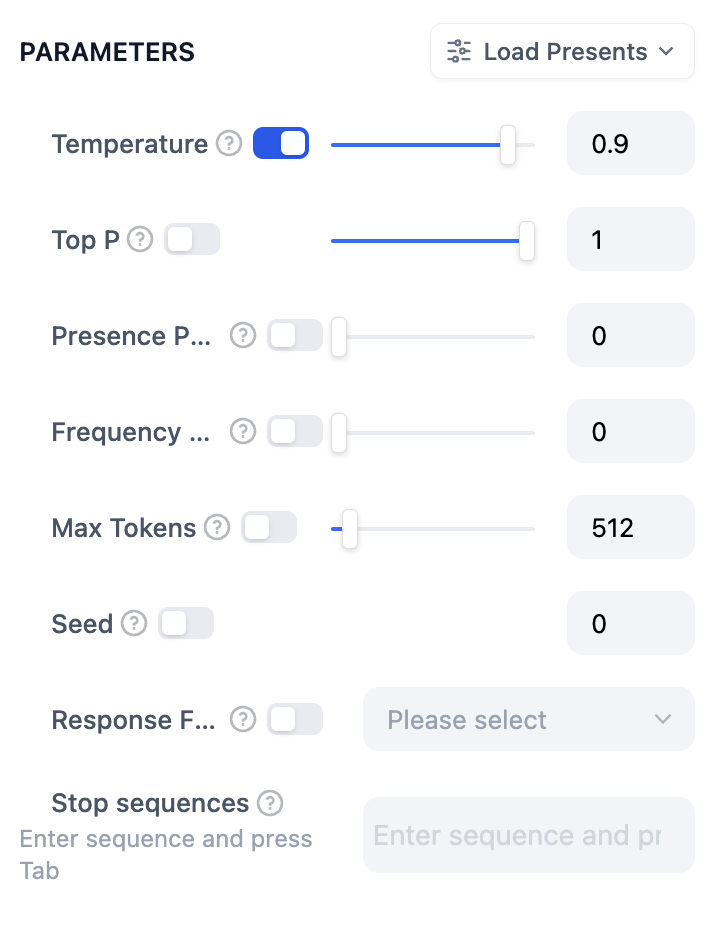 PARAMETERS
Load Presents
Temperature ? 0.9
Top P ? 1
Presence P... ? 0
Frequency ... ? 0
Max Tokens ? 512
Seed ? 0
Response F... ? Please select
Stop sequences ?
Enter sequence and press
Tab
Enter sequence and pr